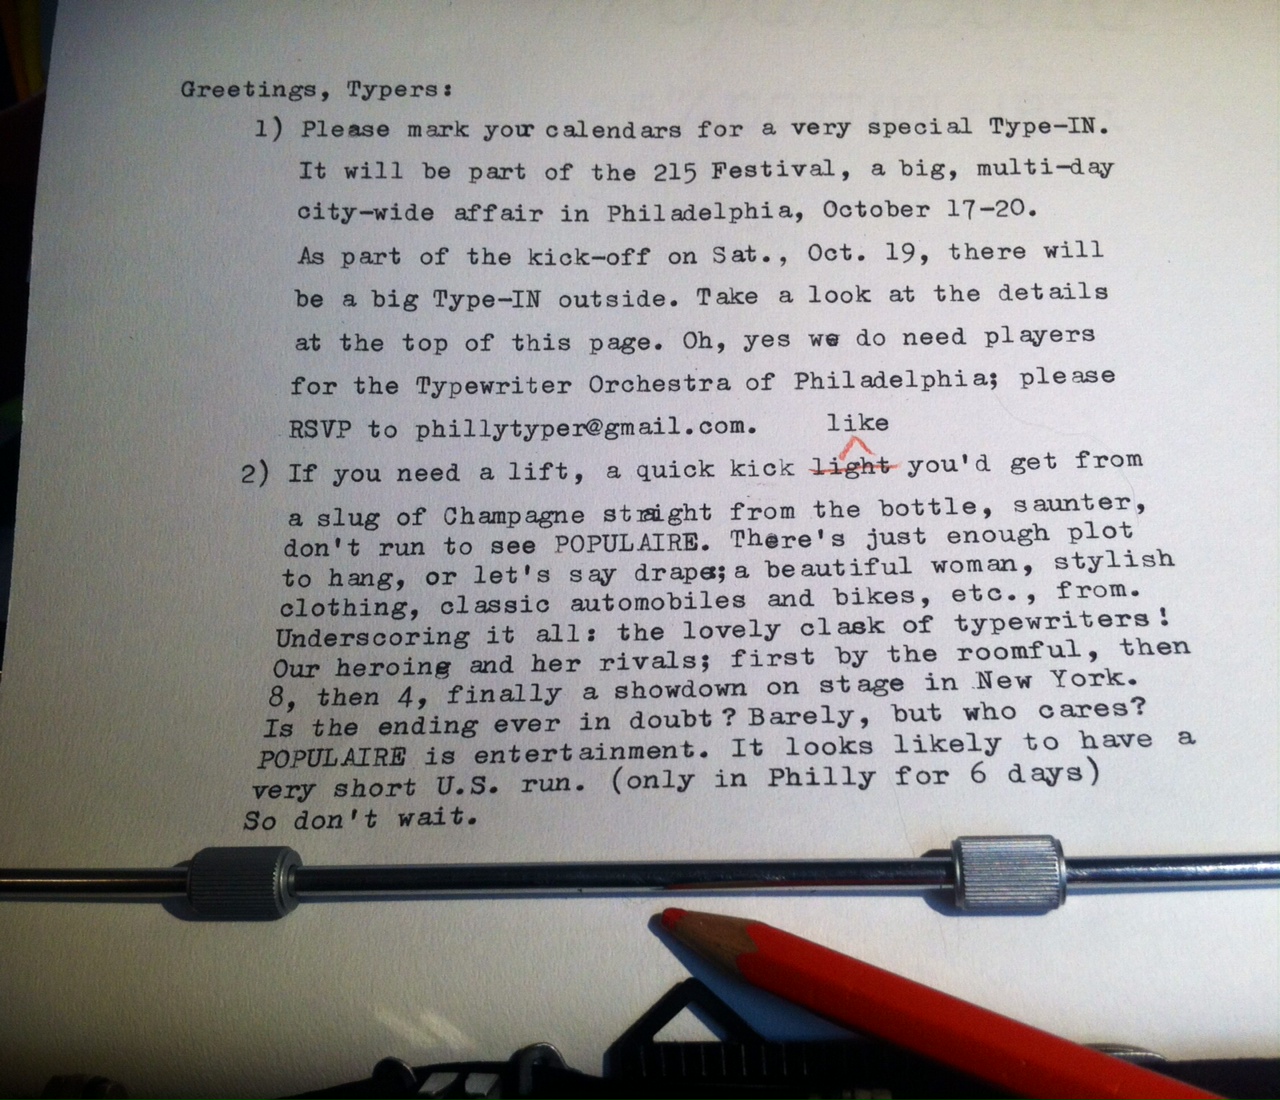 Greetings, Typers:
1) Please mark your calendars for a very special Type-IN.
It will be part of the 215 Festival, a big, multi-day
city-wide affair in Philadelphia, October 17-20.
As part of the kick-off on Sat., Oct. 19, there will
be a big Type-IN outside. Take a look at the details
at the top of this page. Oh, yes we do need players
for the Typewriter Orchestra of Philadelphia; please
RSVP to phillytyper@gmail.com. like
2) If you need a lift, a quick kick light you'd get from
a slug of Champagne straight from the bottle, saunter,
don't run to see POPULAIRE. There's just enough plot
to hang, or let's say drape; a beautiful woman, stylish
clothing, classic automobiles and bikes, etc., from.
Underscoring it all: the lovely clack of typewriters!
Our heroing and her rivals; first by the roomful, then
8, then 4, finally a showdown on stage in New York.
Is the ending ever in doubt? Barely, but who cares?
POPULAIRE is entertainment. It looks likely to have a
very short U.S. run. (only in Philly for 6 days)
So don't wait.